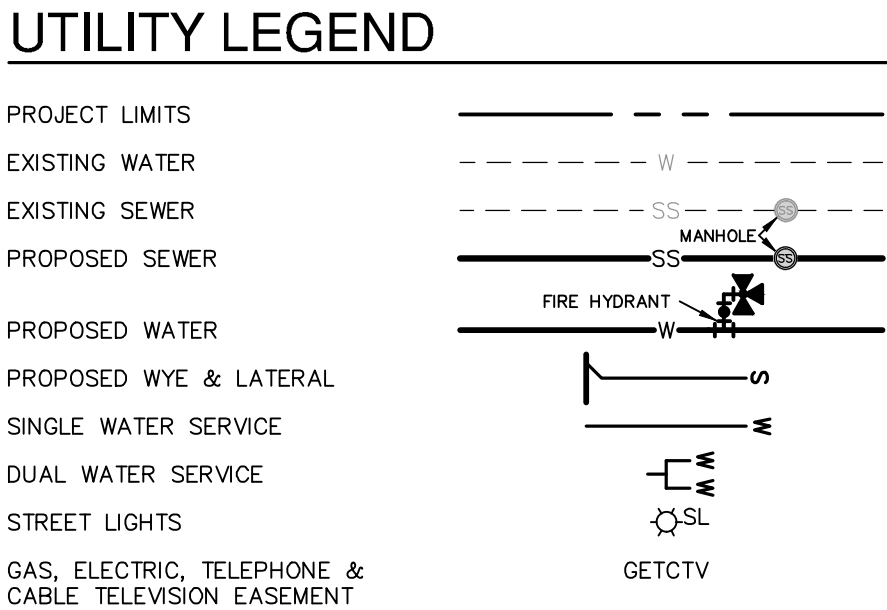 UTILITY LEGEND
PROJECT LIMITS
EXISTING WATER W
EXISTING SEWER SS SS
MANHOLE
PROPOSED SEWER SS SS
FIRE HYDRANT
PROPOSED WATER W
PROPOSED WYE & LATERAL S
SINGLE WATER SERVICE W
DUAL WATER SERVICE W W
STREET LIGHTS SL
GAS, ELECTRIC, TELEPHONE & GETCTV
CABLE TELEVISION EASEMENT